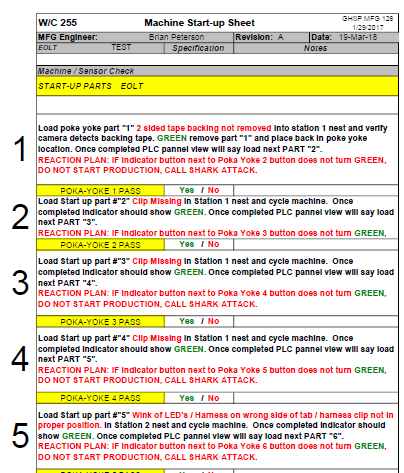 W/C 255 Machine Start-up Sheet GHSP MFG 128
1/29/2017
MFG Engineer: Brian Peterson Revision: A Date: 19-Mar-18
EOLT TEST Specification Notes
Machine / Sensor Check
START-UP PARTS EOLT
1
Load poke yoke part "1" 2 sided tape backing not removed into station 1 nest and verify
camera detects backing tape. GREEN remove part "1" and place back in poke yoke
location. Once completed PLC pannel view will say load next PART "2".
REACTION PLAN: IF indicator button next to Poka Yoke 2 button does not turn GREEN,
DO NOT START PRODUCTION, CALL SHARK ATTACK.
POKA-YOKE 1 PASS Yes / No
2
Load Start up part #"2" Clip Missing in Station 1 nest and cycle machine. Once
completed indicator should show GREEN. Once completed PLC pannel view will say load
next PART "3".
REACTION PLAN: IF indicator button next to Poka Yoke 3 button does not turn GREEN,
POKA-YOKE 2 PASS Yes / No
3
Load Start up part #"3" Clip Missing in Station 1 nest and cycle machine. Once
completed indicator should show GREEN. Once completed PLC pannel view will say load
next PART "4".
REACTION PLAN: IF indicator button next to Poka Yoke 4 button does not turn GREEN,
DO NOT START PRODUCTION, CALL SHARK ATTACK.
POKA-YOKE 3 PASS Yes / No
4
Load Start up part #"4" Clip Missing in Station 1 nest and cycle machine. Once
completed indicator should show GREEN. Once completed PLC pannel view will say load
next PART "5".
REACTION PLAN: IF indicator button next to Poka Yoke 5 button does not turn GREEN,
DO NOT START PRODUCTION, CALL SHARK ATTACK.
POKA-YOKE 4 PASS Yes / No
5
Load Start up part #"5" Wink of LED's / Harness on wrong side of tab / harness clip not in
proper position. in Station 2 nest and cycle machine. Once completed indicator should
show GREEN. Once completed PLC pannel view will say load next PART "6".
REACTION PLAN: IF indicator button next to Poka Yoke 6 button does not turn GREEN,
DO NOT START PRODUCTION, CALL SHARK ATTACK.